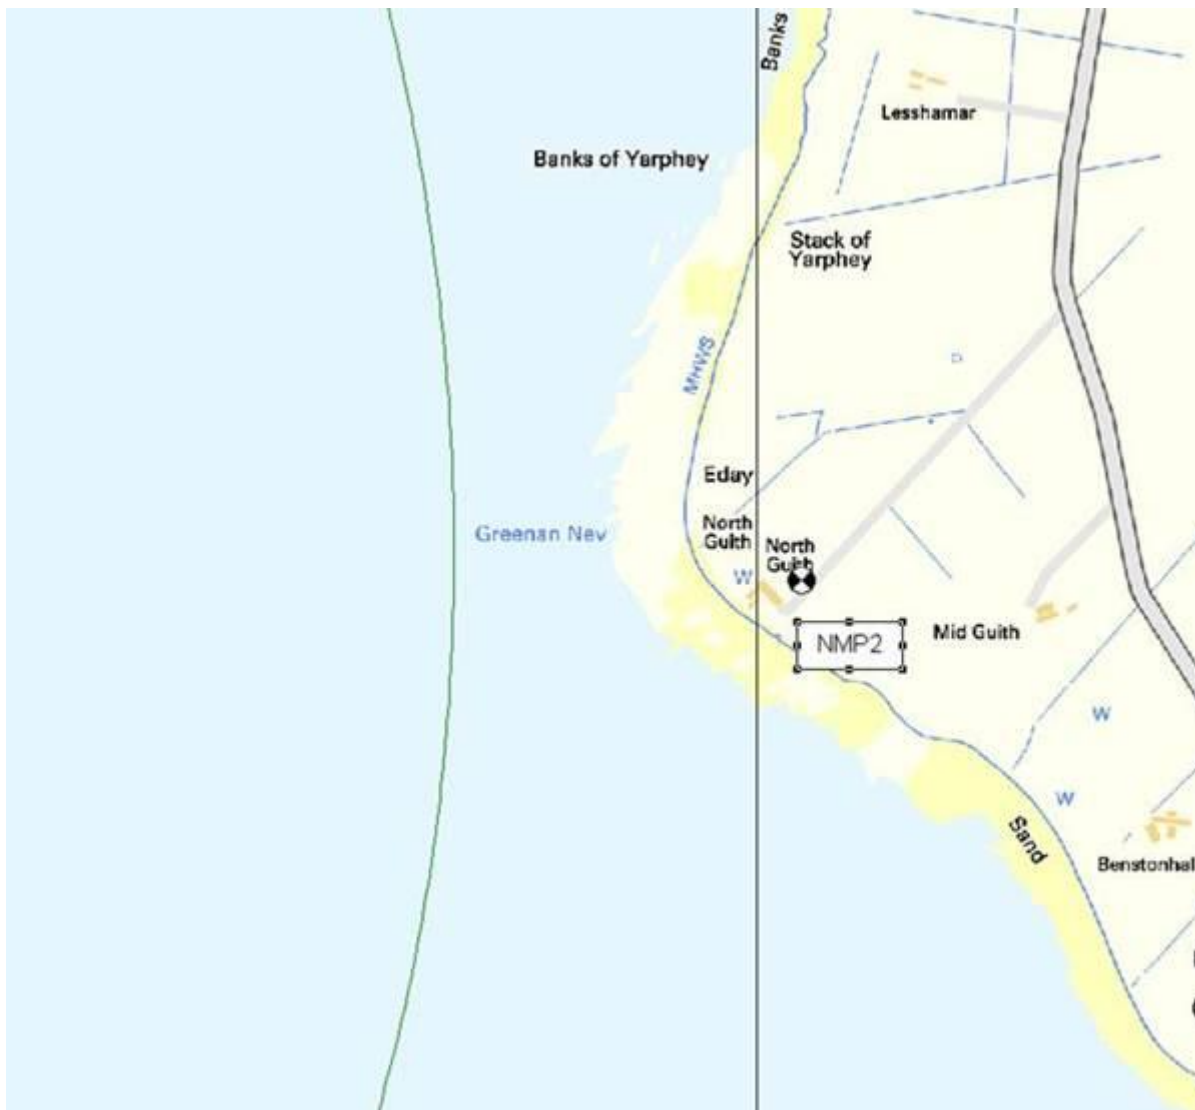 Banks
Lesshamar
Banks of Yarphey
Stack of
Yarphey
MHWS
D
Eday
North
Guith
North
Guith
Greenan Nev
W
NMP2
Mid Guith
W
W
Sand
Benstonhal